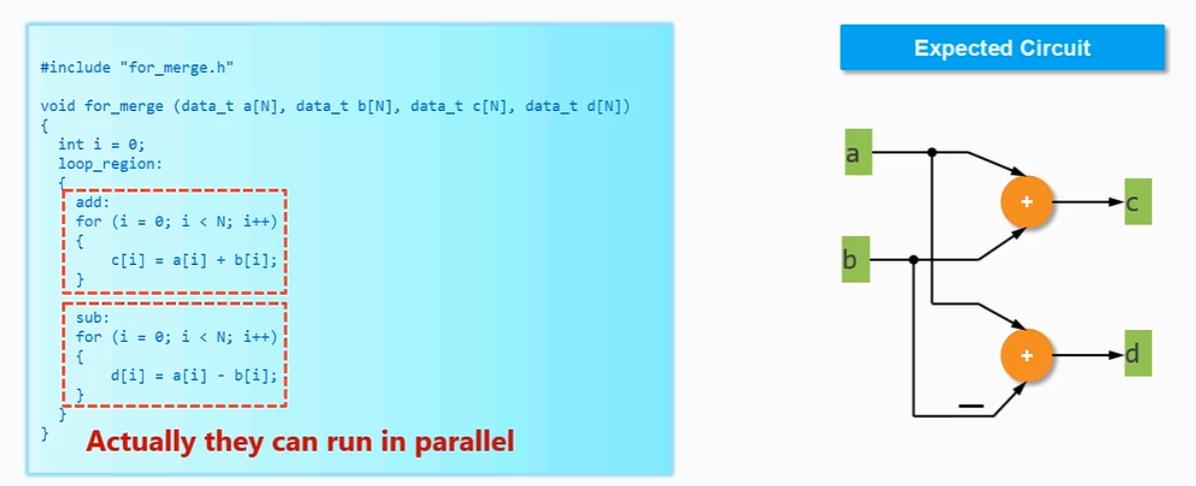 #include "for_merge.h"
void for_merge (data_t a[N], data_t b[N], data_t c[N], data_t d[N])
{
int i = 0;
loop_region:
{
add:
for (i = 0; i < N; i++)
{
c[i] = a[i] + b[i];
}
sub:
for (i = 0; i < N; i++)
{
d[i] = a[i] - b[i];
}
}
}
Actually they can run in parallel
Expected Circuit
a
+
c
b
+
d